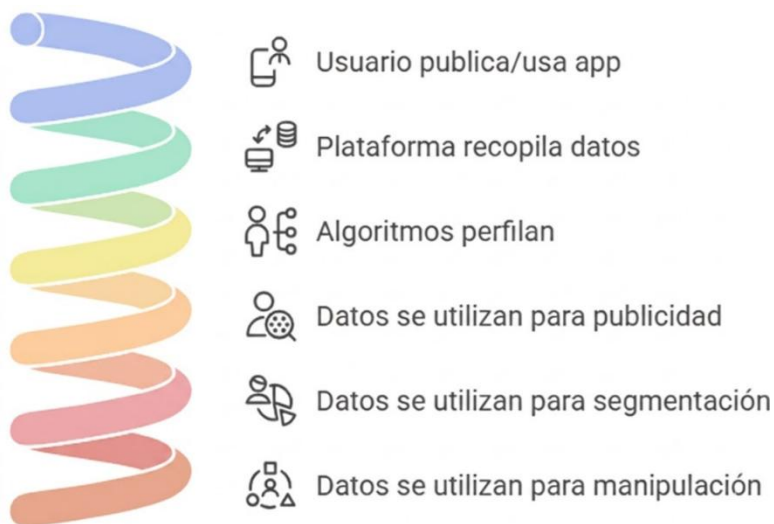 Usuario publica/usa app
Plataforma recopila datos
Algoritmos perfilan
Datos se utilizan para publicidad
Datos se utilizan para segmentación
Datos se utilizan para manipulación